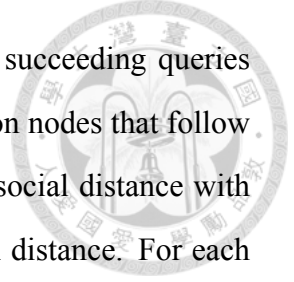 succeeding queries
on nodes that follow
social distance with
distance. For each